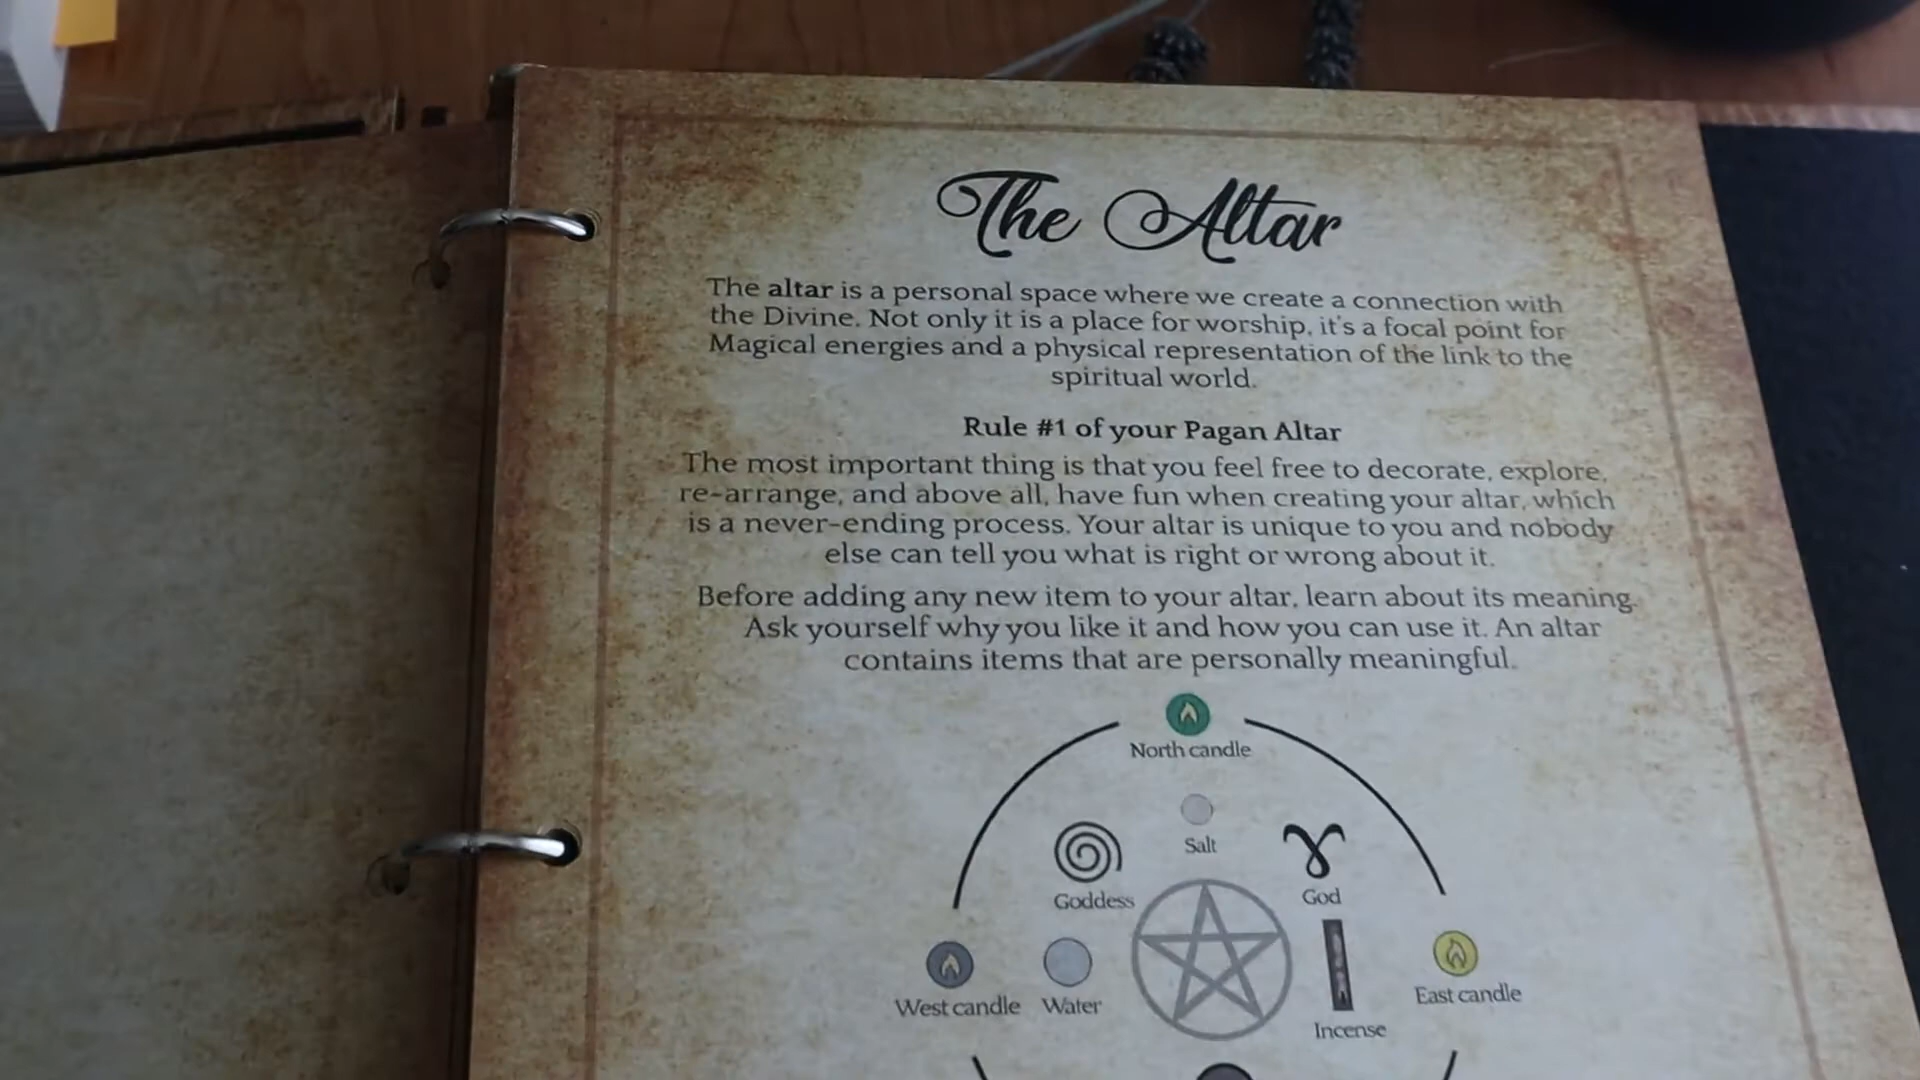 The Altar
The altar is a personal space where we create a connection with
the Divine. Not only it is a place for worship, it's a focal point for
Magical energies and a physical representation of the link to the
spiritual world.
Rule #1 of your Pagan Altar
The most important thing is that you feel free to decorate, explore,
re-arrange, and above all, have fun when creating your altar, which
is a never-ending process. Your altar is unique to you and nobody
else can tell you what is right or wrong about it.
Before adding any new item to your altar, learn about its meaning.
Ask yourself why you like it and how you can use it. An altar
contains items that are personally meaningful.
North candle
Salt
Goddess
God
West candle
Water
East candle
Incense